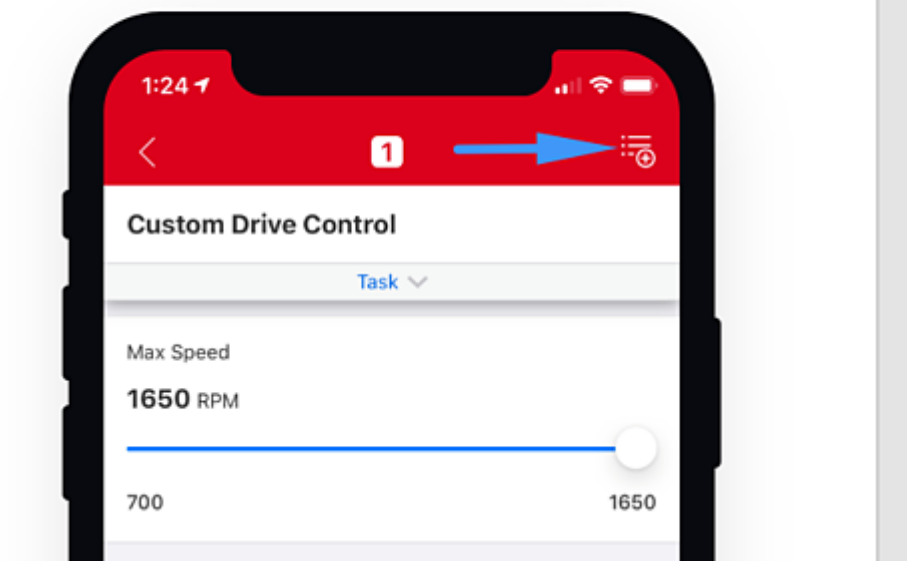 1:24
1
Custom Drive Control
Task
Max Speed
1650 RPM
700 1650